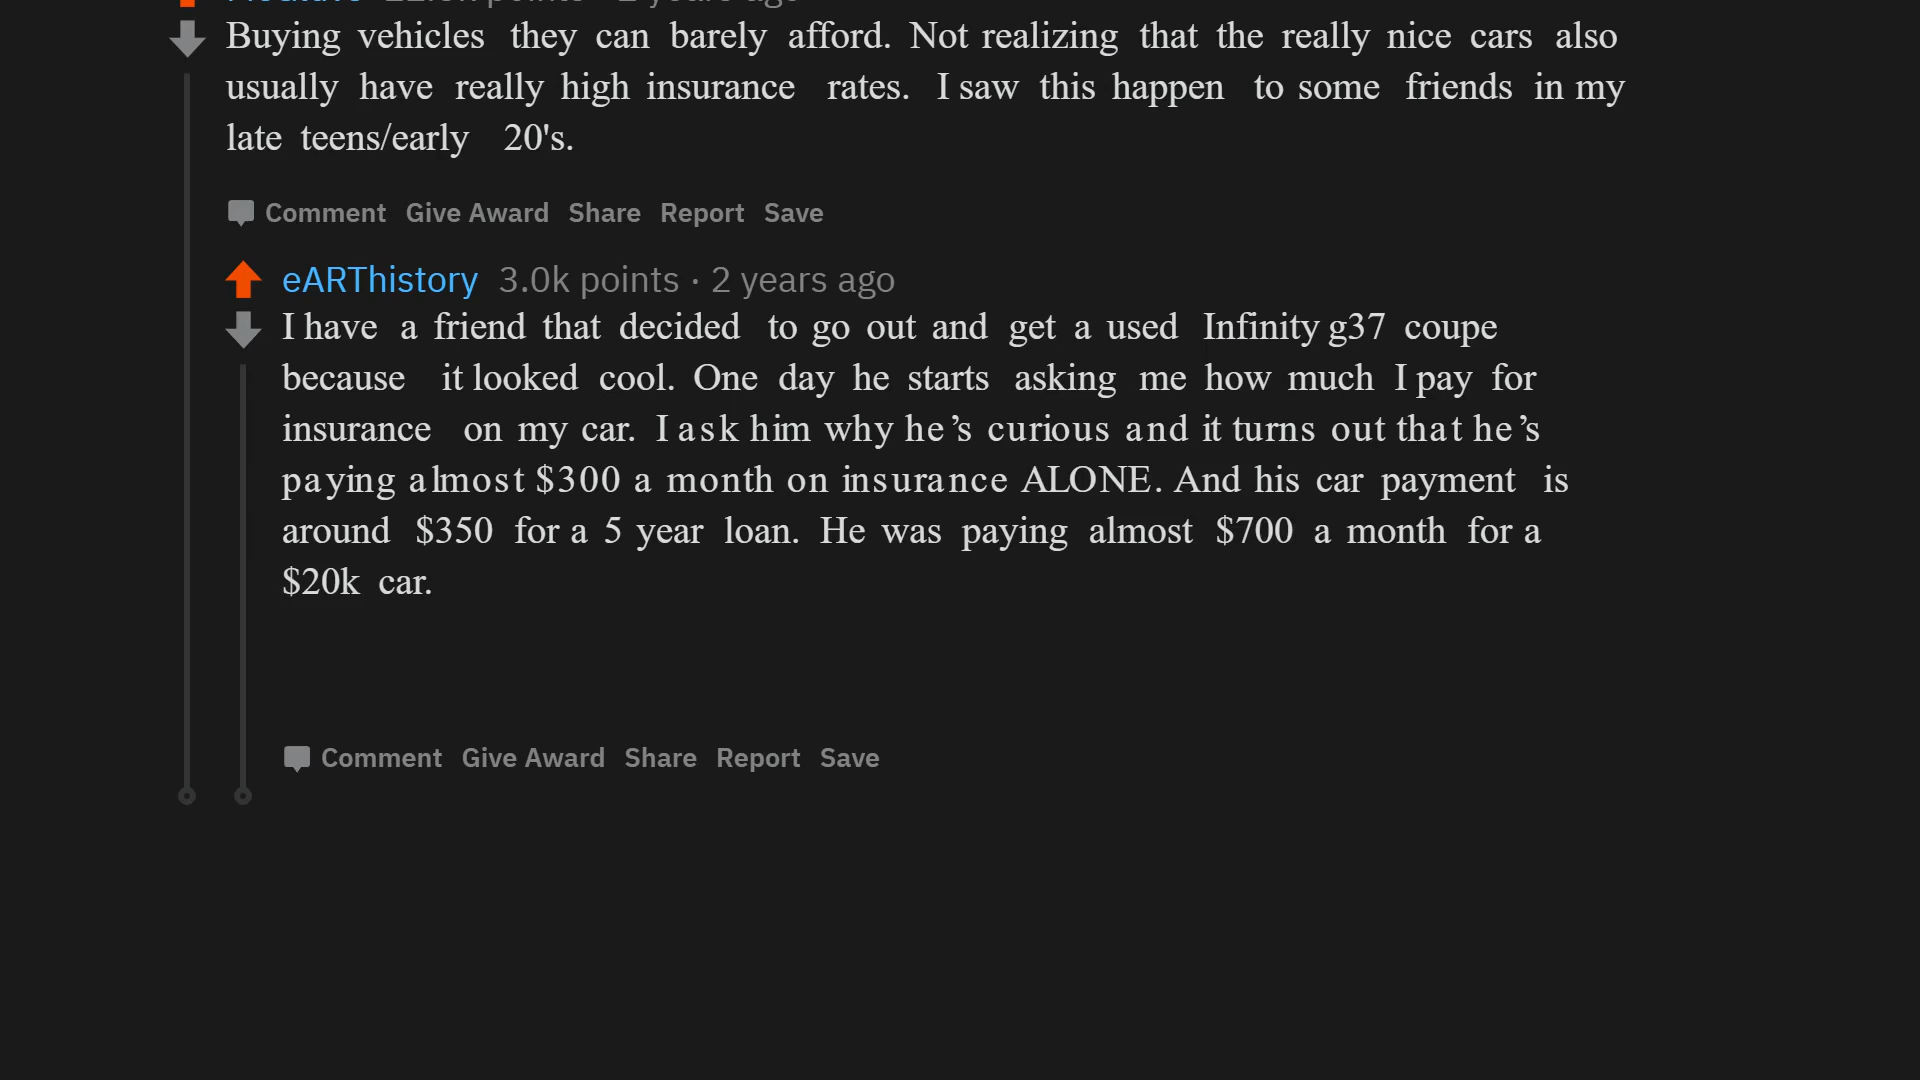 Buying vehicles they can barely afford. Not realizing that the really nice cars also
usually have really high insurance rates. I saw this happen to some friends in my
late teens/early 20's.
Comment Give Award Share Report Save
eARThistory 3.0k points · 2 years ago
I have a friend that decided to go out and get a used Infinity g37 coupe
because it looked cool. One day he starts asking me how much I pay for
insurance on my car. I ask him why he’s curious and it turns out that he’s
paying almost $300 a month on insurance ALONE. And his car payment is
around $350 for a 5 year loan. He was paying almost $700 a month for a
$20k car.
Comment Give Award Share Report Save